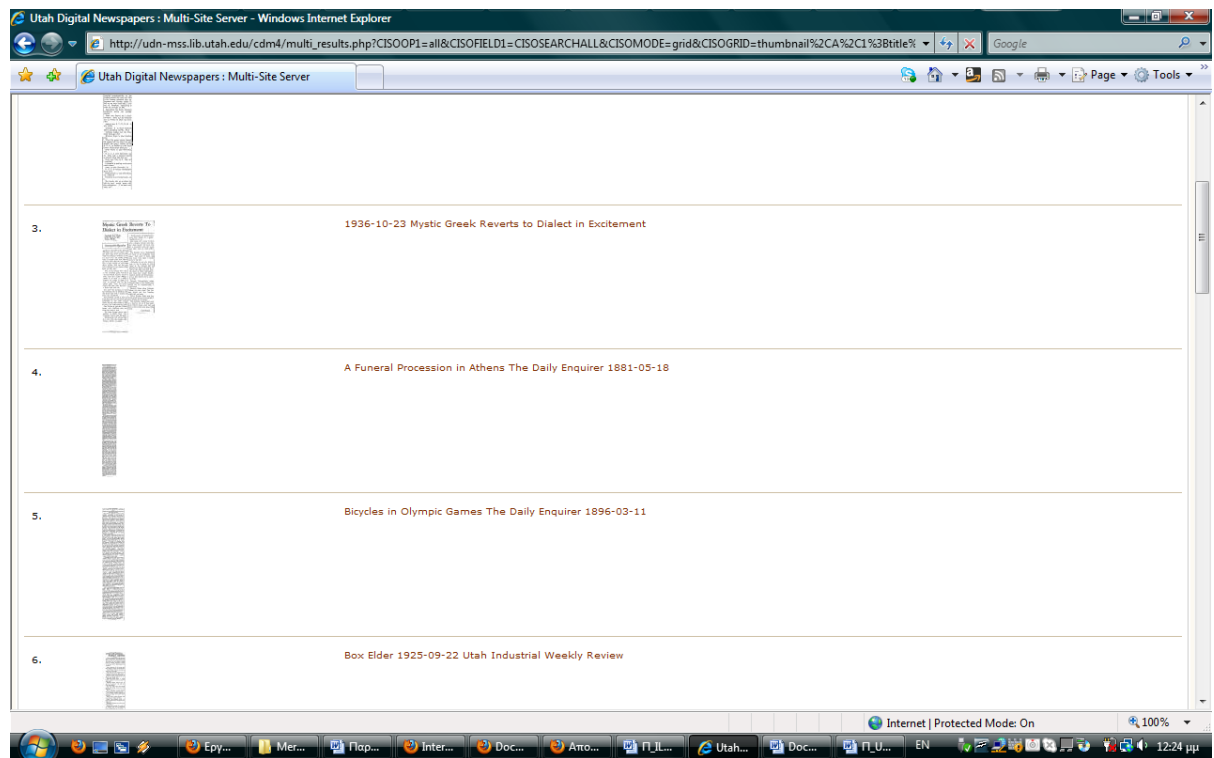 Utah Digital Newspapers : Multi-Site Server - Windows Internet Explorer
http://udn-mss.lib.utah.edu/cdm4/multi_results.php?CISOOP1=all&CISOFIELD1=CISOSEARCHALL&CISOMODE=grid&CISOGRID=thumbnail%2CA%2C1%3Btitle%
Google
Utah Digital Newspapers : Multi-Site Server
Page
Tools
3.
Mystic Greek Reverts To
Dialect in Excitement
1936-10-23 Mystic Greek Reverts to Dialect in Excitement
4.
A Funeral Procession in Athens The Daily Enquirer 1881-05-18
5.
Bicycles in Olympic Games The Daily Enquirer 1896-03-11
6.
Box Elder 1925-09-22 Utah Industrial Weekly Review
Internet | Protected Mode: On
100%
Εργ...
Mer...
Παρ...
Inter...
Doc...
Απο...
Π_IL...
Utah...
Doc...
Π_U...
EN
12:24 μμ